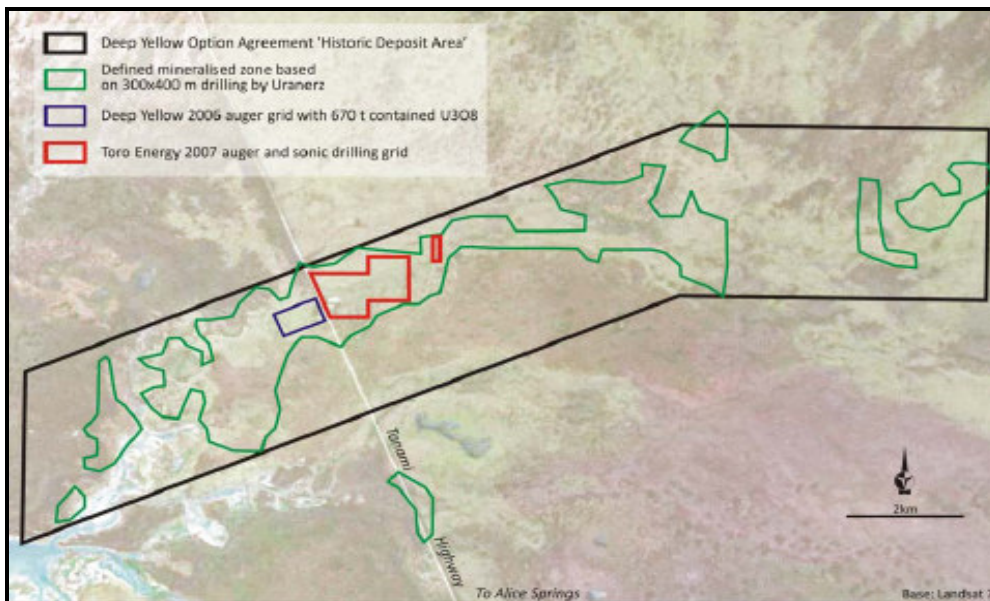 Deep Yellow Option Agreement 'Historic Deposit Area'
Defined mineralised zone based
on 300x400 m drilling by Uranerz
Deep Yellow 2006 auger grid with 670 t contained U3O8
Toro Energy 2007 auger and sonic drilling grid
Tanami
Highway
2km
To Alice Springs
Base: Landsat